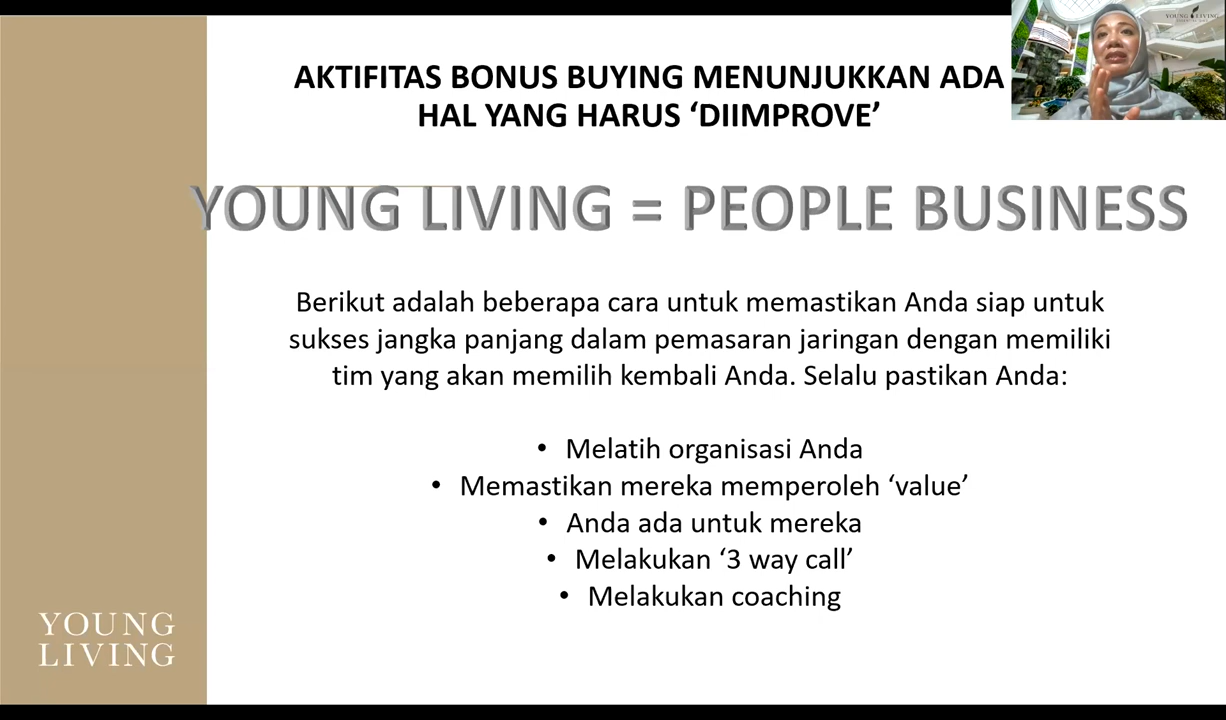 AKTIFITAS BONUS BUYING MENUNJUKKAN ADA
HAL YANG HARUS ‘DIIMPROVE’
YOUNG LIVING
YOUNG LIVING = PEOPLE BUSINESS
Berikut adalah beberapa cara untuk memastikan Anda siap untuk
sukses jangka panjang dalam pemasaran jaringan dengan memiliki
tim yang akan memilih kembali Anda. Selalu pastikan Anda:
• Melatih organisasi Anda
• Memastikan mereka memperoleh ‘value’
• Anda ada untuk mereka
• Melakukan ‘3 way call’
• Melakukan coaching
YOUNG
LIVING